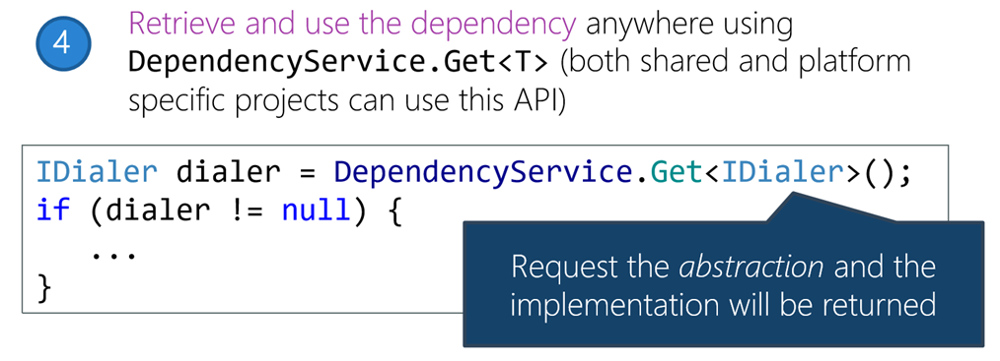 4
Retrieve and use the dependency anywhere using
DependencyService.Get<T> (both shared and platform
specific projects can use this API)
IDialer dialer = DependencyService.Get<IDialer>();
if (dialer != null) {
...
}
Request the abstraction and the
implementation will be returned